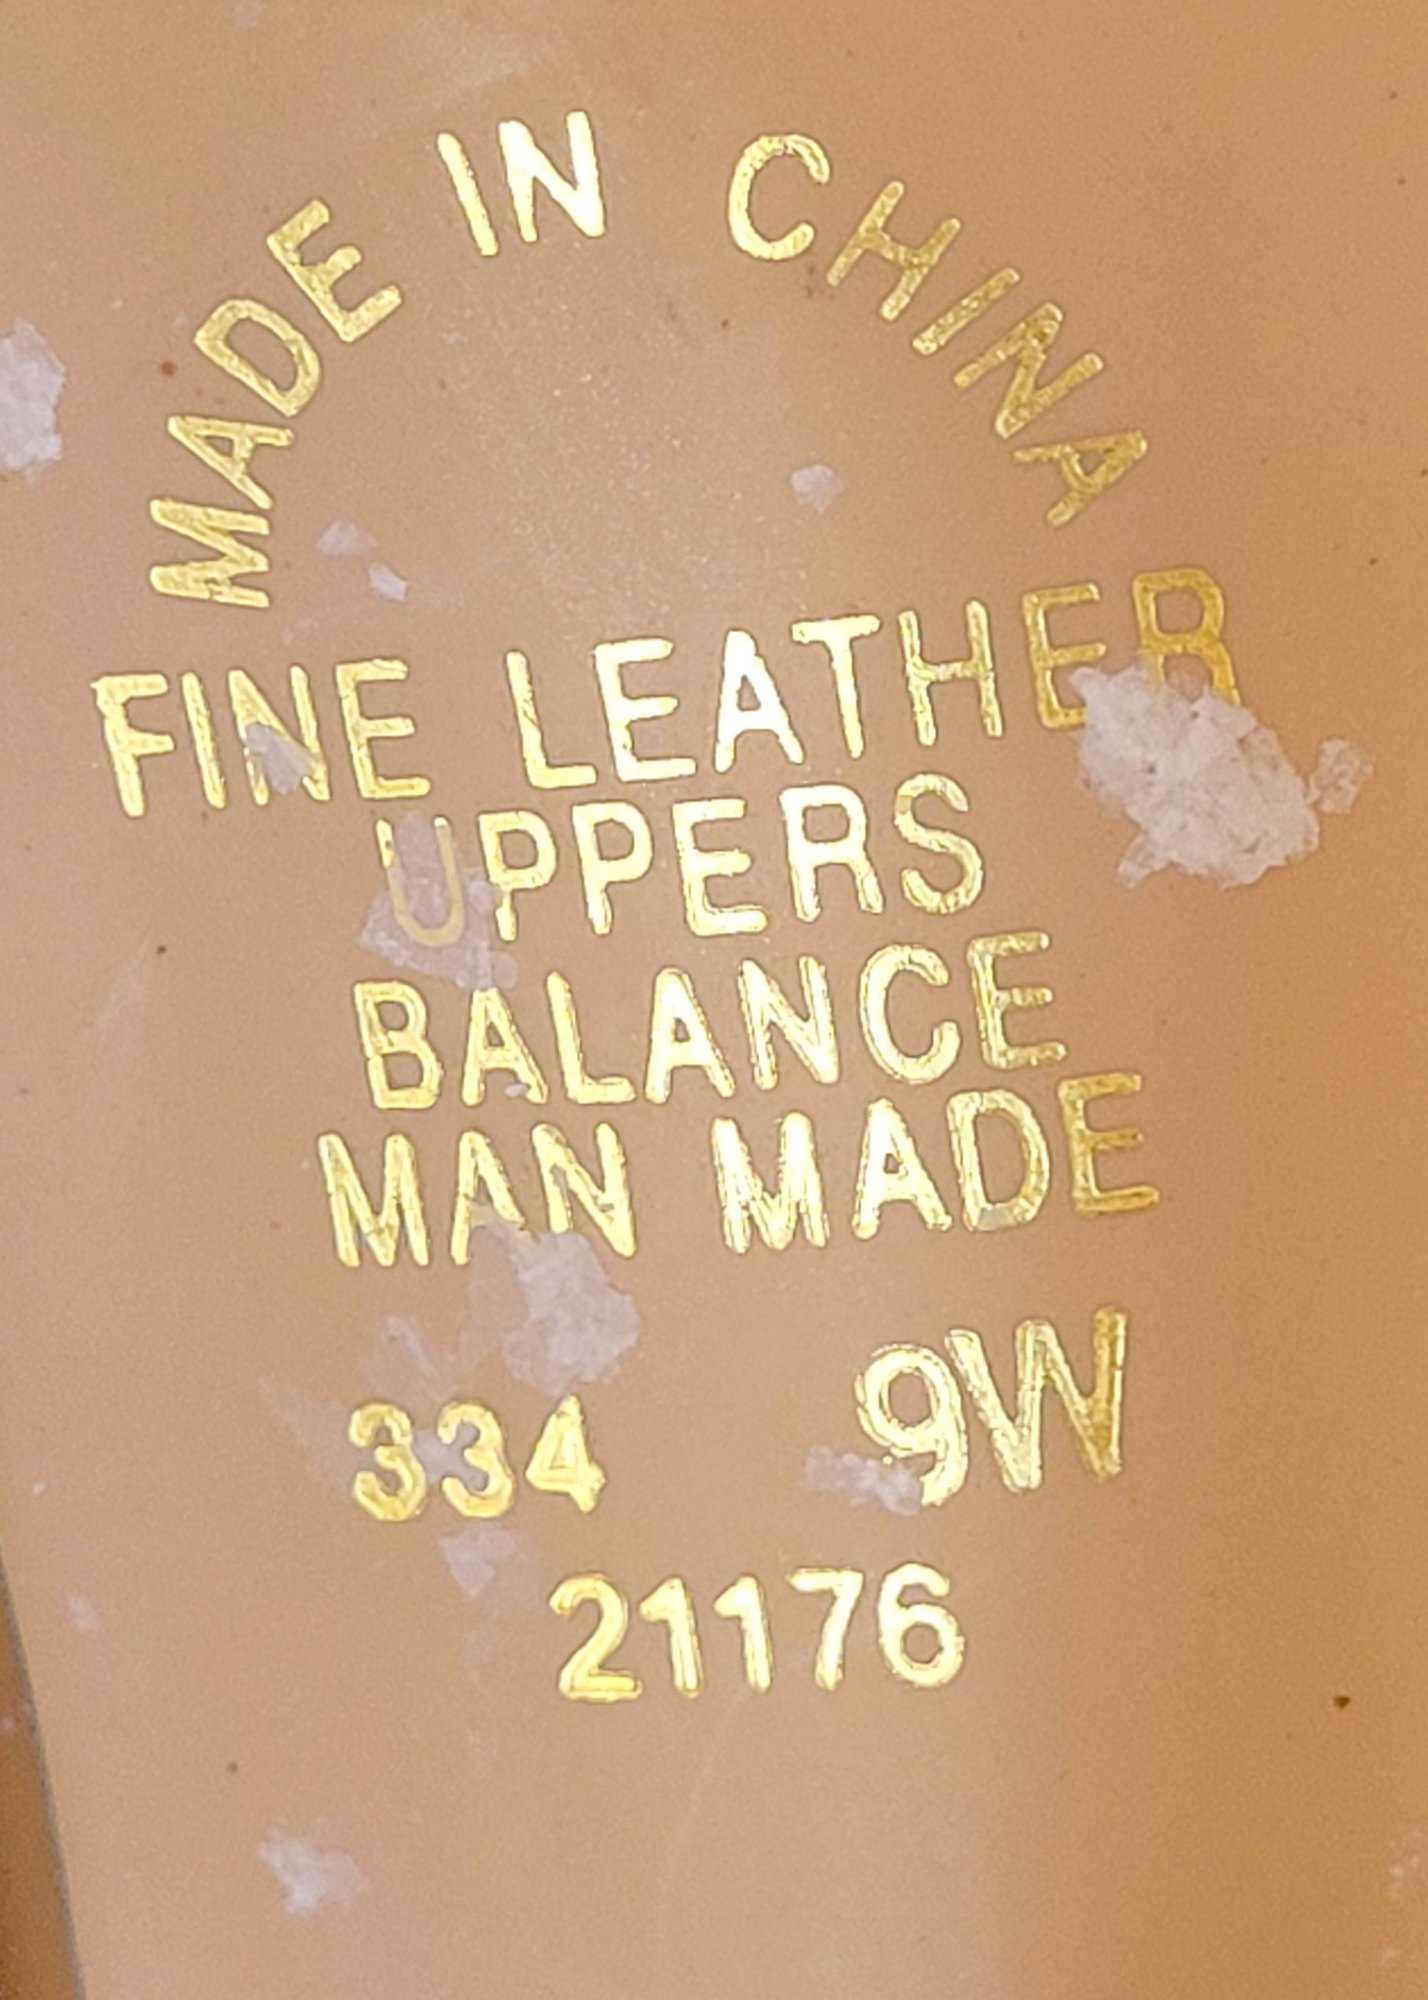 MADE IN CHINA
FINE LEATHER
UPPERS
BALANCE
MAN MADE
334 9W
21176